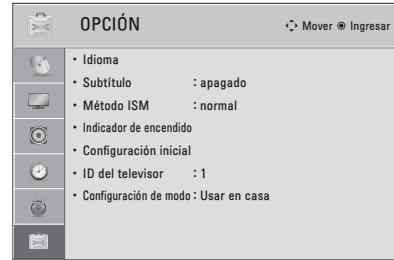 OPCIÓN
Mover ◉ Ingresar
• Idioma
• Subtítulo : apagado
• Método ISM : normal
• Indicador de encendido
• Configuración inicial
• ID del televisor : 1
• Configuración de modo : Usar en casa